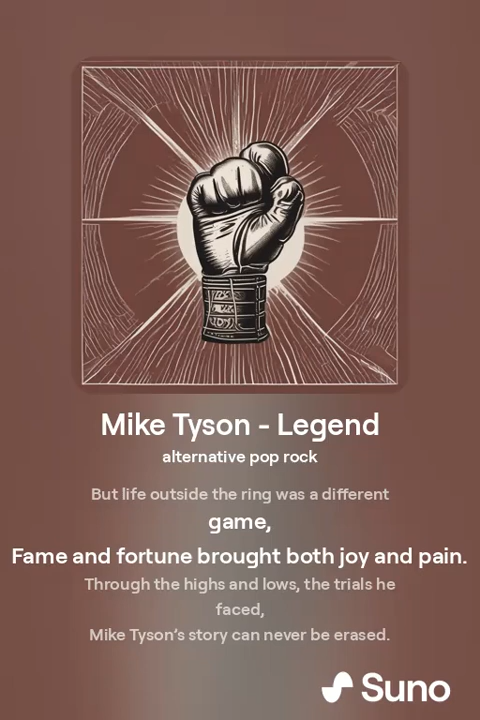 Mike Tyson - Legend
alternative pop rock
But life outside the ring was a different
game,
Fame and fortune brought both joy and pain.
Through the highs and lows, the trials he
faced,
Mike Tyson's story can never be erased.
Suno